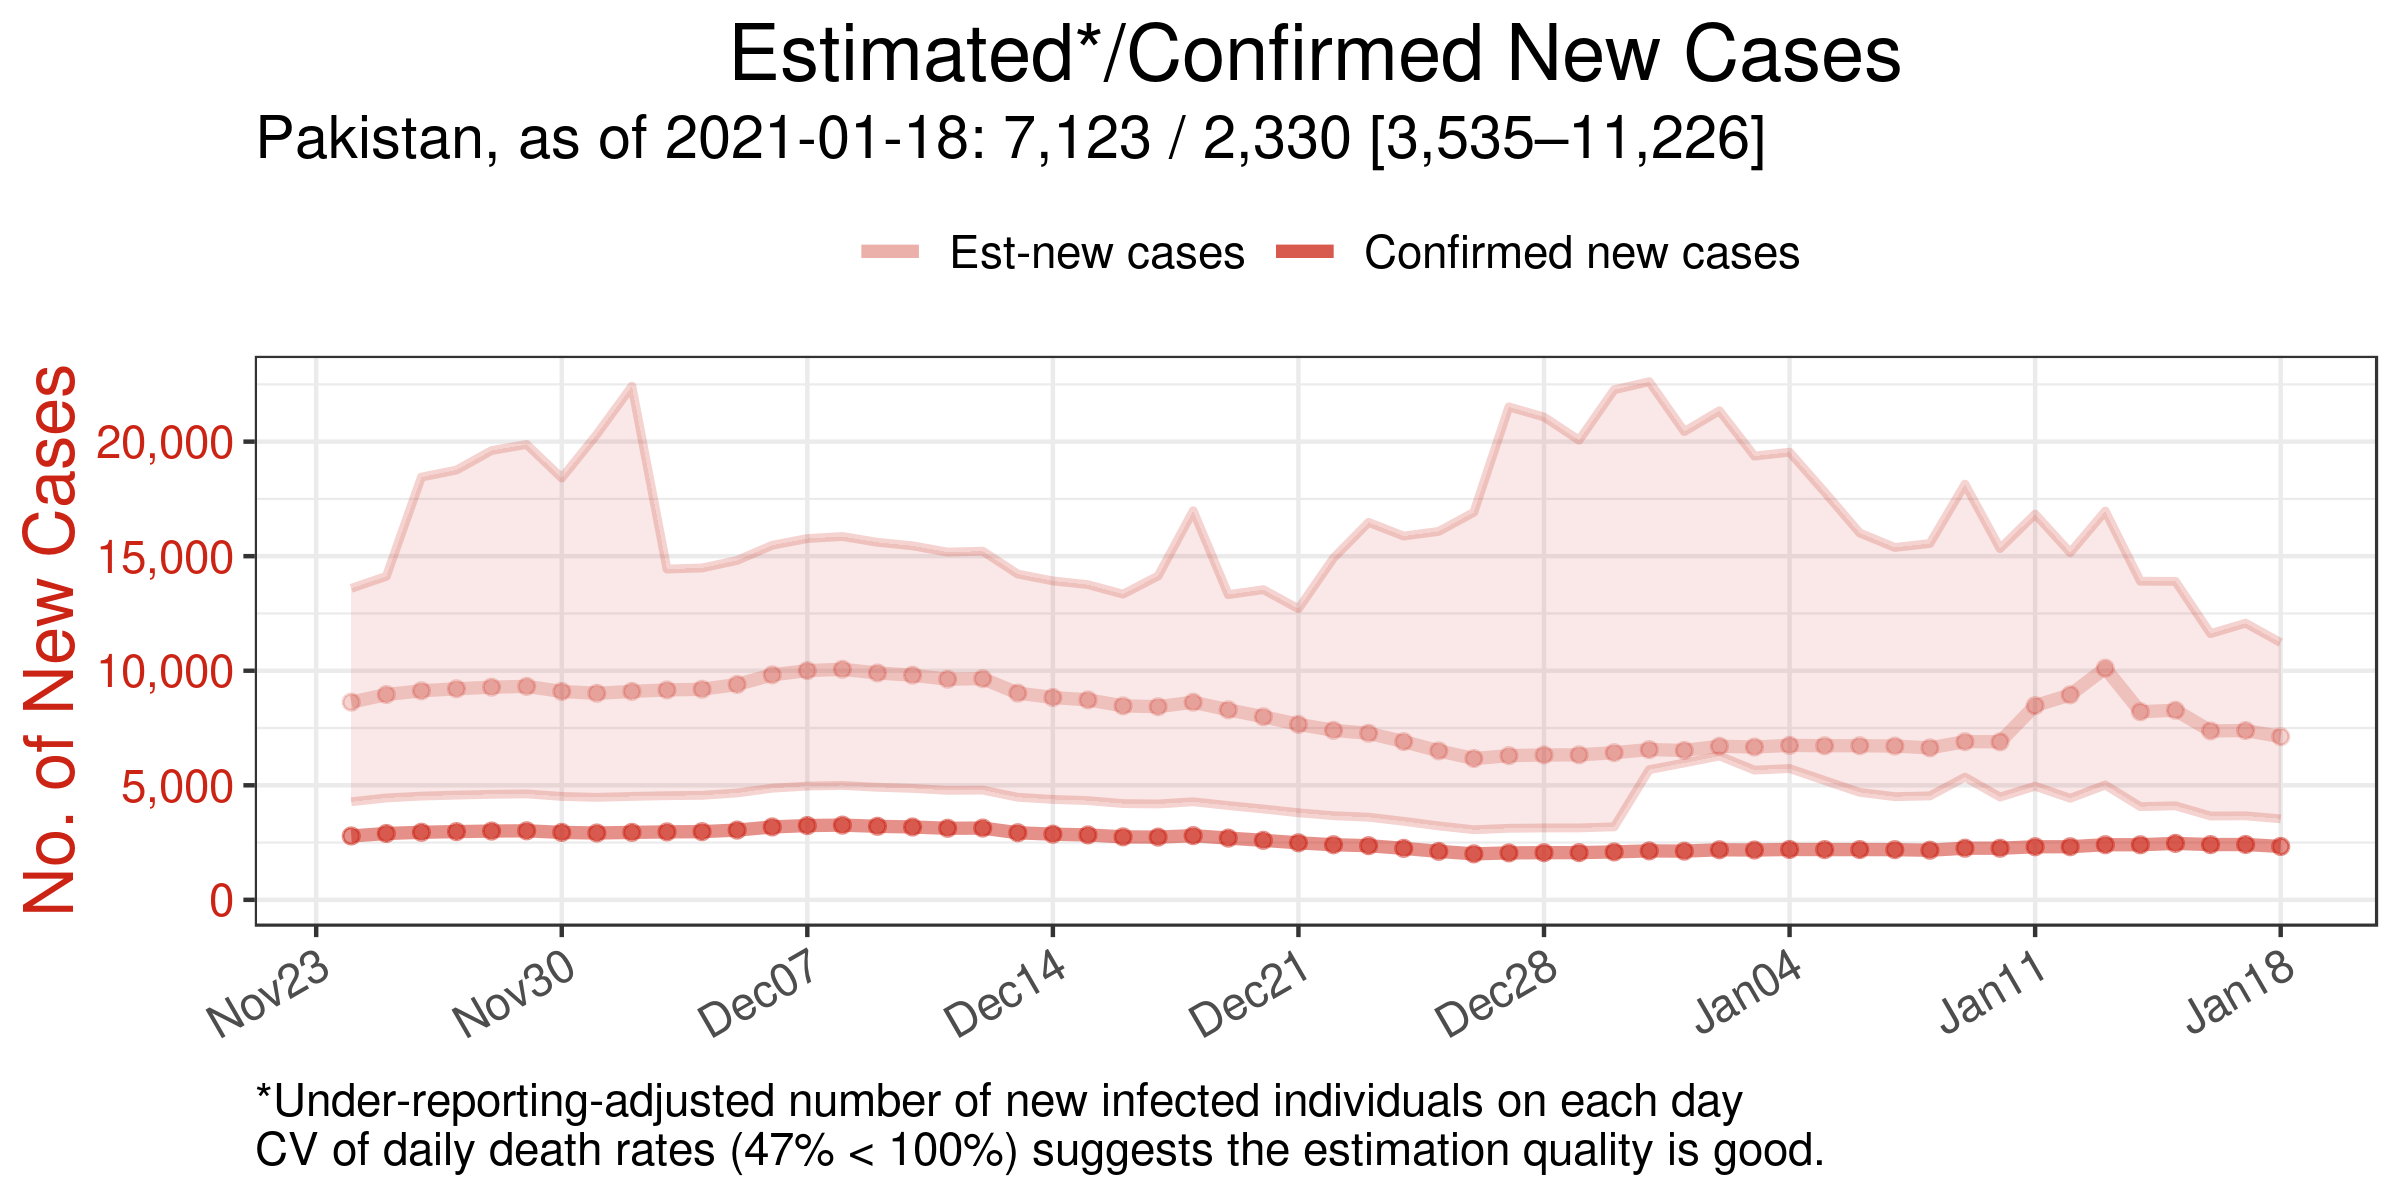 Estimated*/Confirmed New Cases
Pakistan, as of 2021-01-18: 7,123 / 2,330 [3,535–11,226]
Est-new cases Confirmed new cases
No. of New Cases
20,000
15,000
10,000
5,000
0
Nov23 Nov30 Dec07 Dec14 Dec21 Dec28 Jan04 Jan11 Jan18
*Under-reporting-adjusted number of new infected individuals on each day
CV of daily death rates (47% < 100%) suggests the estimation quality is good.